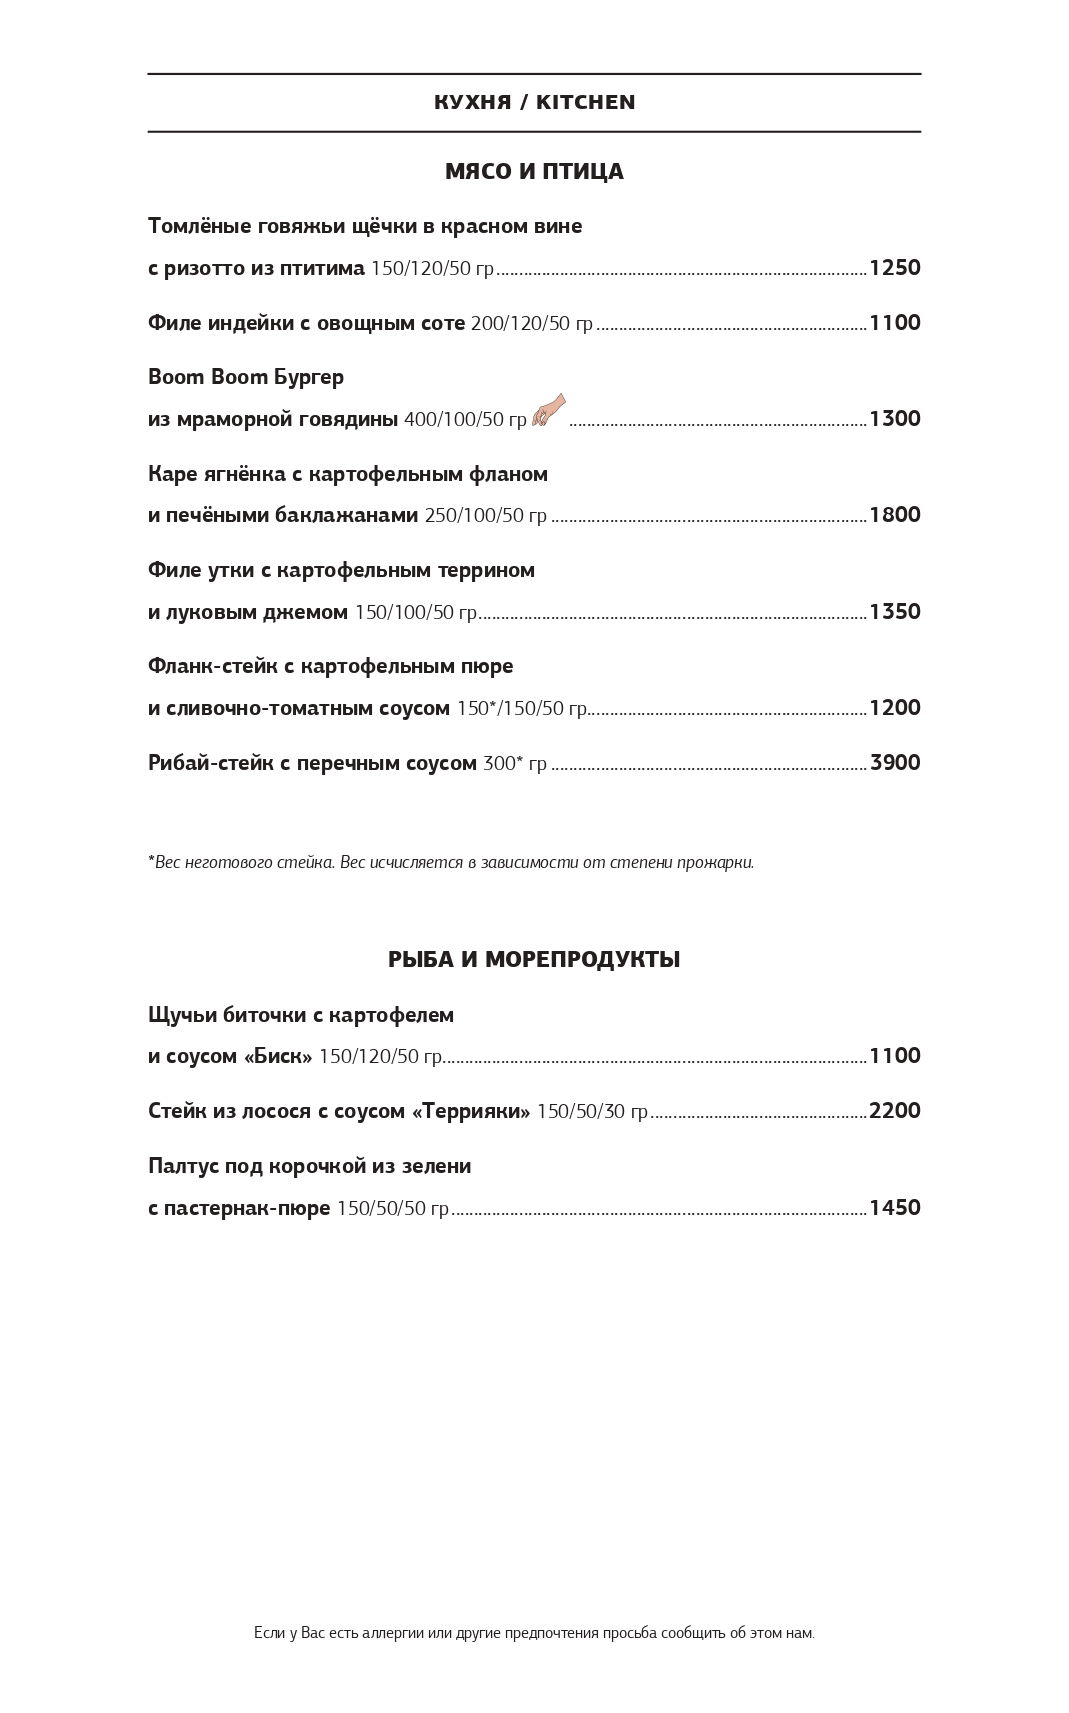 КУХНЯ / KITCHEN
МЯСО И ПТИЦА
Томлёные говяжьи щёчки в красном вине
с ризотто из птитима 150/120/50 гр 1250
Филе индейки с овощным соте 200/120/50 гр 1100
Boom Boom Бургер
из мраморной говядины 400/100/50 гр 1300
Каре ягнёнка с картофельным фланом
и печёными баклажанами 250/100/50 гр 1800
Филе утки с картофельным террином
и луковым джемом 150/100/50 гр 1350
Фланк-стейк с картофельным пюре
и сливочно-томатным соусом 150*/150/50 гр 1200
Рибай-стейк с перечным соусом 300* гр 3900
*Вес неготового стейка. Вес исчисляется в зависимости от степени прожарки.
РЫБА И МОРЕПРОДУКТЫ
Щучьи биточки с картофелем
и соусом «Биск» 150/120/50 гр 1100
Стейк из лосося с соусом «Террияки» 150/50/30 гр 2200
Палтус под корочкой из зелени
с пастернак-пюре 150/50/50 гр 1450
Если у Вас есть аллергии или другие предпочтения просьба сообщить об этом нам.